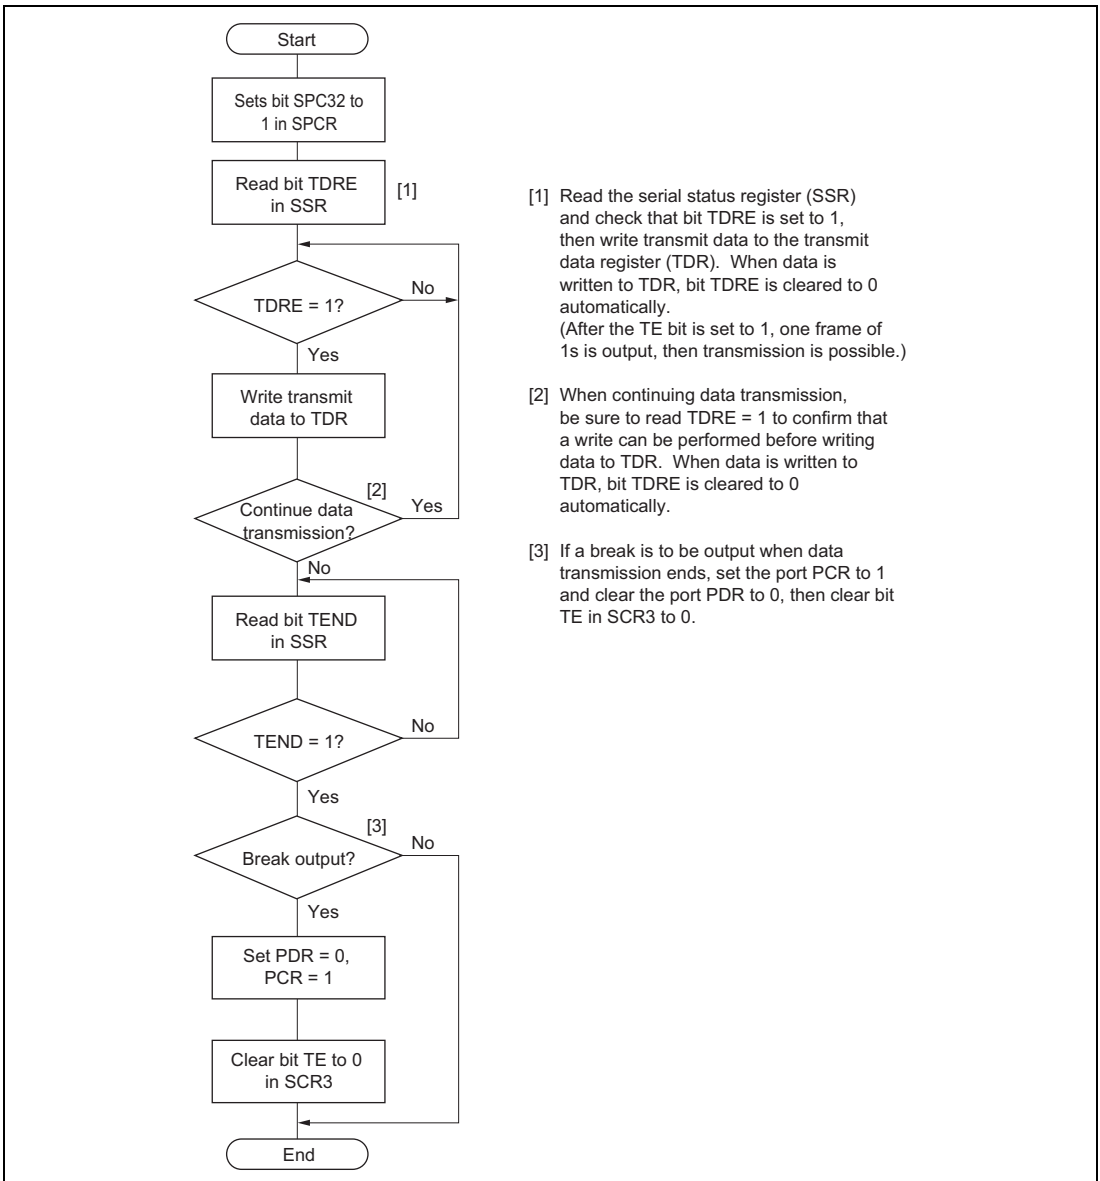 Start
Sets bit SPC32 to
1 in SPCR
Read bit TDRE
in SSR
[1]
TDRE = 1?
No
Yes
Write transmit
data to TDR
[2]
Continue data
transmission?
Yes
No
Read bit TEND
in SSR
TEND = 1?
No
Yes
[3]
Break output?
No
Yes
Set PDR = 0,
PCR = 1
Clear bit TE to 0
in SCR3
End
[1] Read the serial status register (SSR)
and check that bit TDRE is set to 1,
then write transmit data to the transmit
data register (TDR). When data is
written to TDR, bit TDRE is cleared to 0
automatically.
(After the TE bit is set to 1, one frame of
1s is output, then transmission is possible.)
[2] When continuing data transmission,
be sure to read TDRE = 1 to confirm that
a write can be performed before writing
data to TDR. When data is written to
TDR, bit TDRE is cleared to 0
automatically.
[3] If a break is to be output when data
transmission ends, set the port PCR to 1
and clear the port PDR to 0, then clear bit
TE in SCR3 to 0.